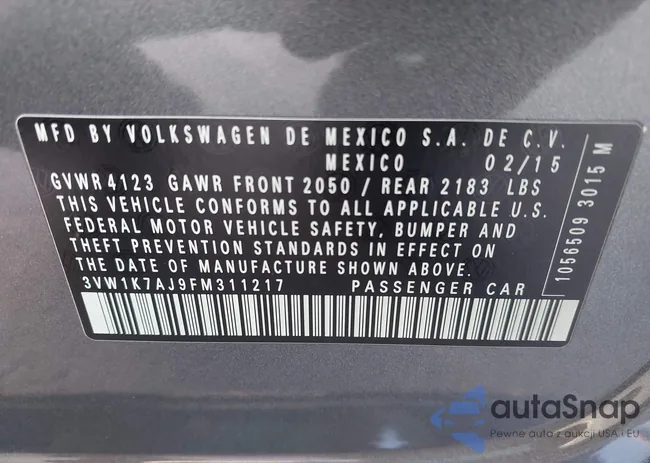 MFD BY VOLKSWAGEN DE MEXICO S.A. DE C.V.
MEXICO 02/15
GVWR 4123 GAWR FRONT 2050 / REAR 2183 LBS
THIS VEHICLE CONFORMS TO ALL APPLICABLE U.S.
FEDERAL MOTOR VEHICLE SAFETY, BUMPER AND
THEFT PREVENTION STANDARDS IN EFFECT ON
THE DATE OF MANUFACTURE SHOWN ABOVE.
3VW1K7AJ9FM311217 PASSENGER CAR
1056509 3015 M
autaSnap
Pewne auta z aukcji USA i EU